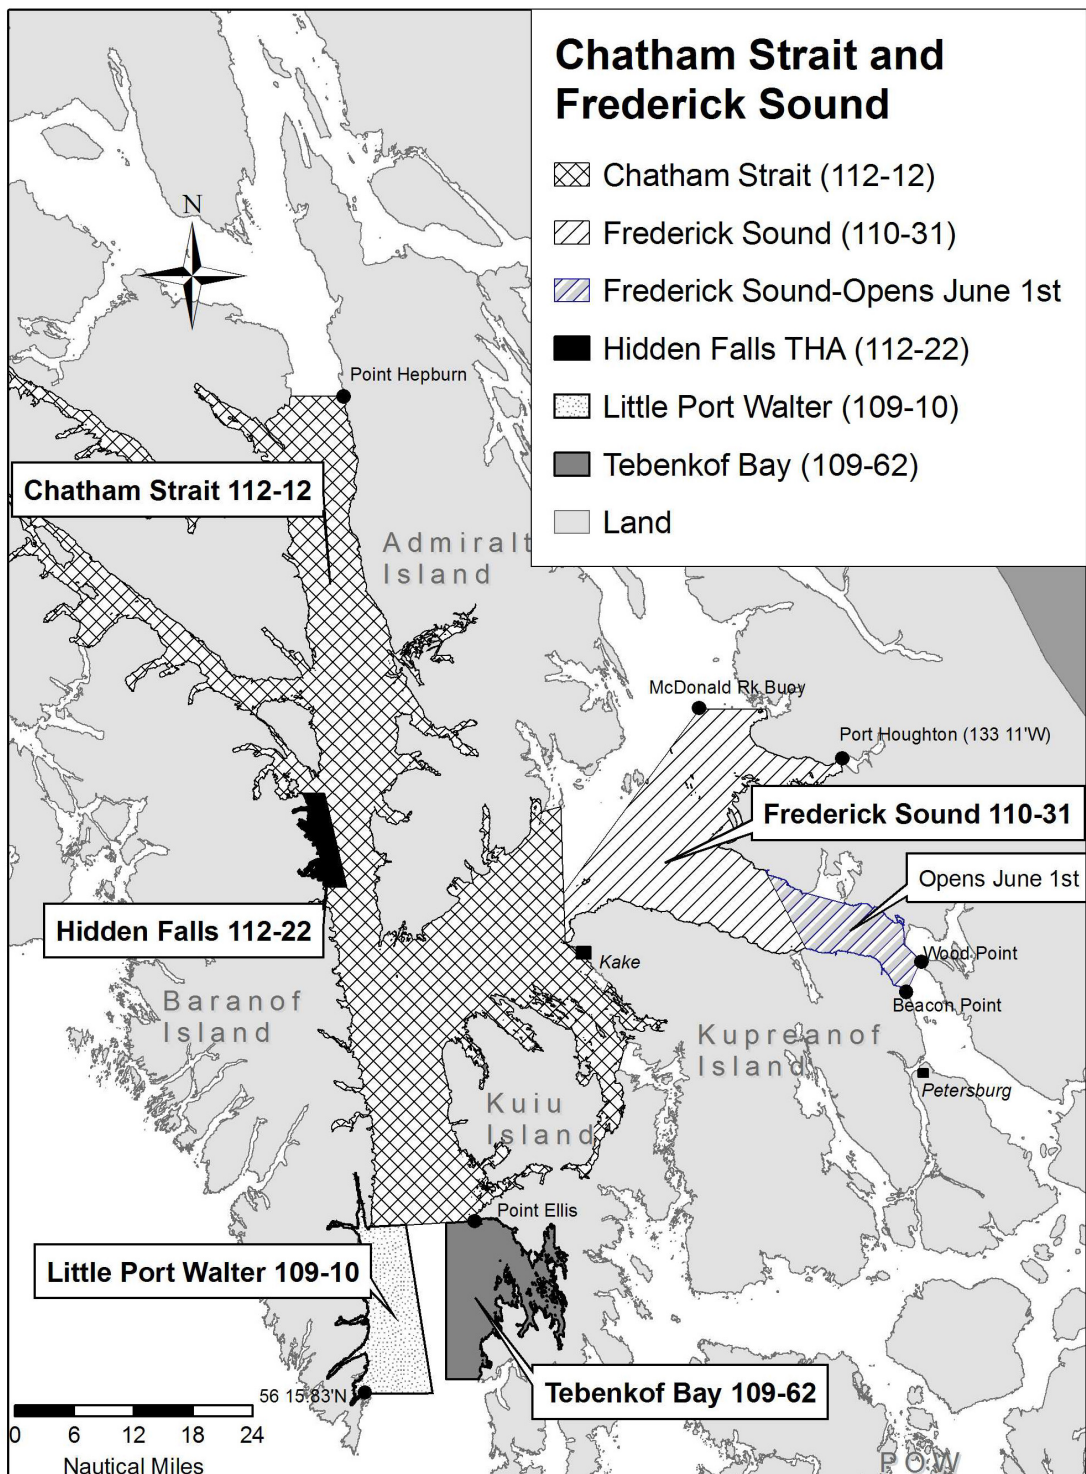 Chatham Strait and
Frederick Sound
Chatham Strait (112-12)
Frederick Sound (110-31)
Frederick Sound-Opens June 1st
Hidden Falls THA (112-22)
Little Port Walter (109-10)
Tebenkof Bay (109-62)
Land
N
Point Hepburn
Chatham Strait 112-12
Admiralt
Island
McDonald Rk Buoy
Port Houghton (133 11'W)
Frederick Sound 110-31
Opens June 1st
Hidden Falls 112-22
Wood Point
Kake
Beacon Point
Baranof
Island
Kupreanof
Island
Petersburg
Kuiu
Island
Point Ellis
Little Port Walter 109-10
Tebenkof Bay 109-62
56 15.83'N
0 6 12 18 24
Nautical Miles
POW